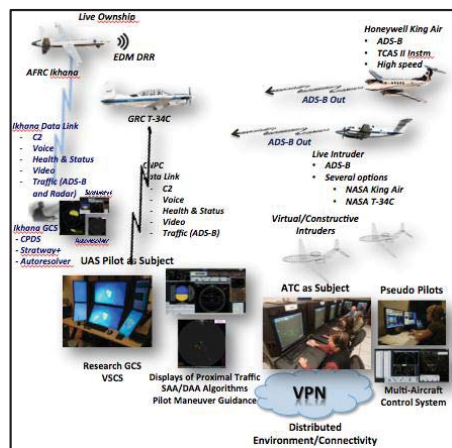 Live Ownship
EDM DRR
AFRC Ikhana
GRC T-34C
Honeywell King Air
• ADS-B
• TCAS II Instm
• High speed
ADS-B Out
ADS-B Out
Live Intruder
• ADS-B
• Several options
• NASA King Air
• NASA T-34C
Ikhana Data Link
• C2
• Voice
• Health & Status
• Video
• Traffic (ADS-B
and Radar)
CNPC
Data Link
• C2
• Voice
• Health & Status
• Video
• Traffic (ADS-B)
Stratway+
Ikhana GCS
• CPDS
• Stratway+
• Autoresolver
Autoresolver
Virtual/Constructive
Intruders
UAS Pilot as Subject
ATC as Subject
Pseudo Pilots
Research GCS
VSCS
Displays of Proximal Traffic
SAA/DAA Algorithms
Pilot Maneuver Guidance
VPN
Multi-Aircraft
Control System
Distributed
Environment/Connectivity